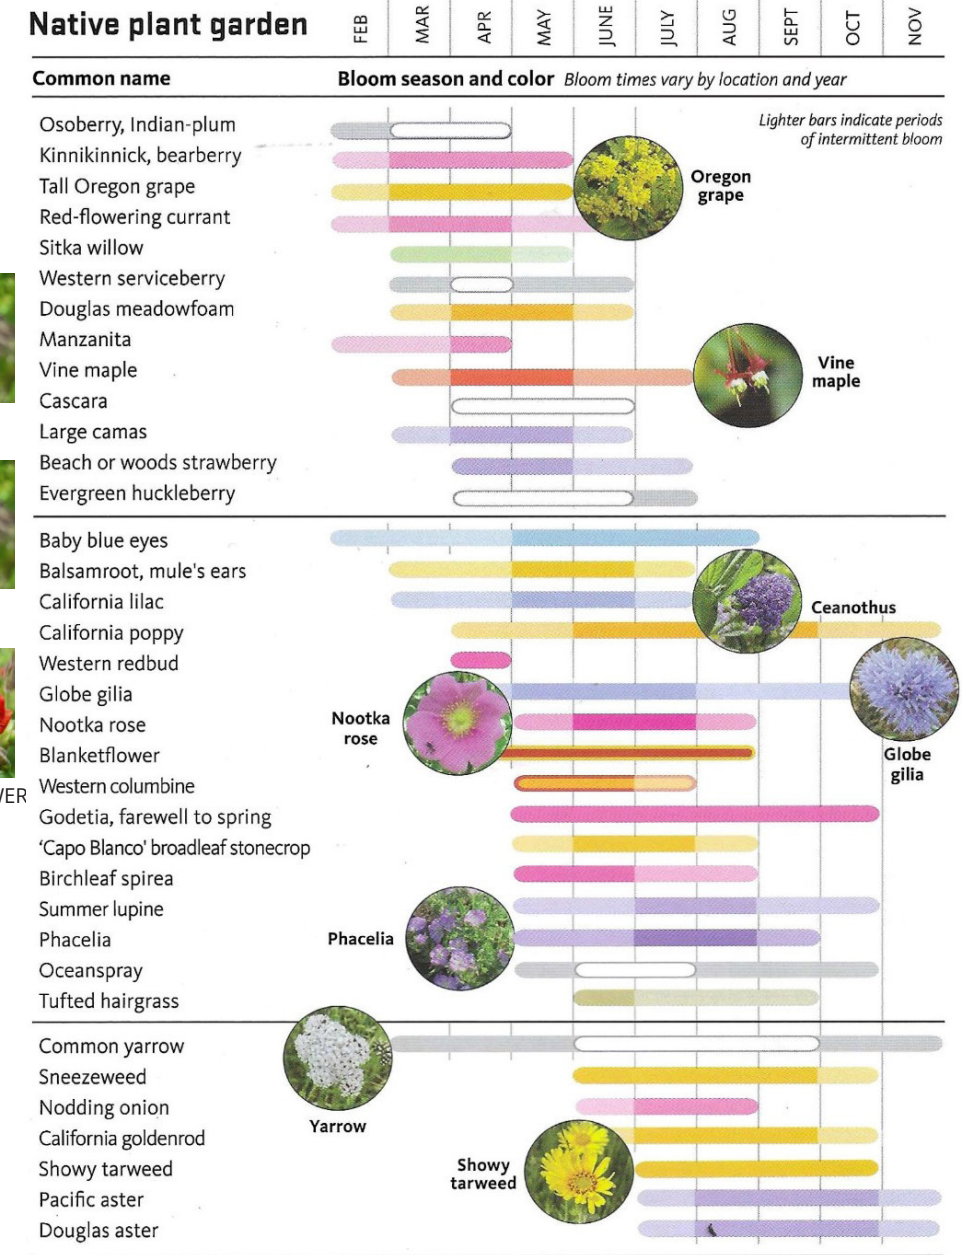 Native plant garden
FEB MAR APR MAY JUNE JULY AUG SEPT OCT NOV
Common name Bloom season and color Bloom times vary by location and year
Lighter bars indicate periods
of intermittent bloom
Osoberry, Indian-plum
Kinnikinnick, bearberry
Tall Oregon grape
Red-flowering currant
Sitka willow
Western serviceberry
Douglas meadowfoam
Manzanita
Vine maple
Cascara
Large camas
Beach or woods strawberry
Evergreen huckleberry
Oregon
grape
Vine
maple
Baby blue eyes
Balsamroot, mule's ears
California lilac
California poppy
Western redbud
Globe gilia
Nootka rose
Blanketflower
Western columbine
Godetia, farewell to spring
‘Capo Blanco' broadleaf stonecrop
Birchleaf spirea
Summer lupine
Phacelia
Oceanspray
Tufted hairgrass
Ceanothus
Nootka
rose
Globe
gilia
Phacelia
WER
Common yarrow
Sneezeweed
Nodding onion
California goldenrod
Showy tarweed
Pacific aster
Douglas aster
Yarrow
Showy
tarweed